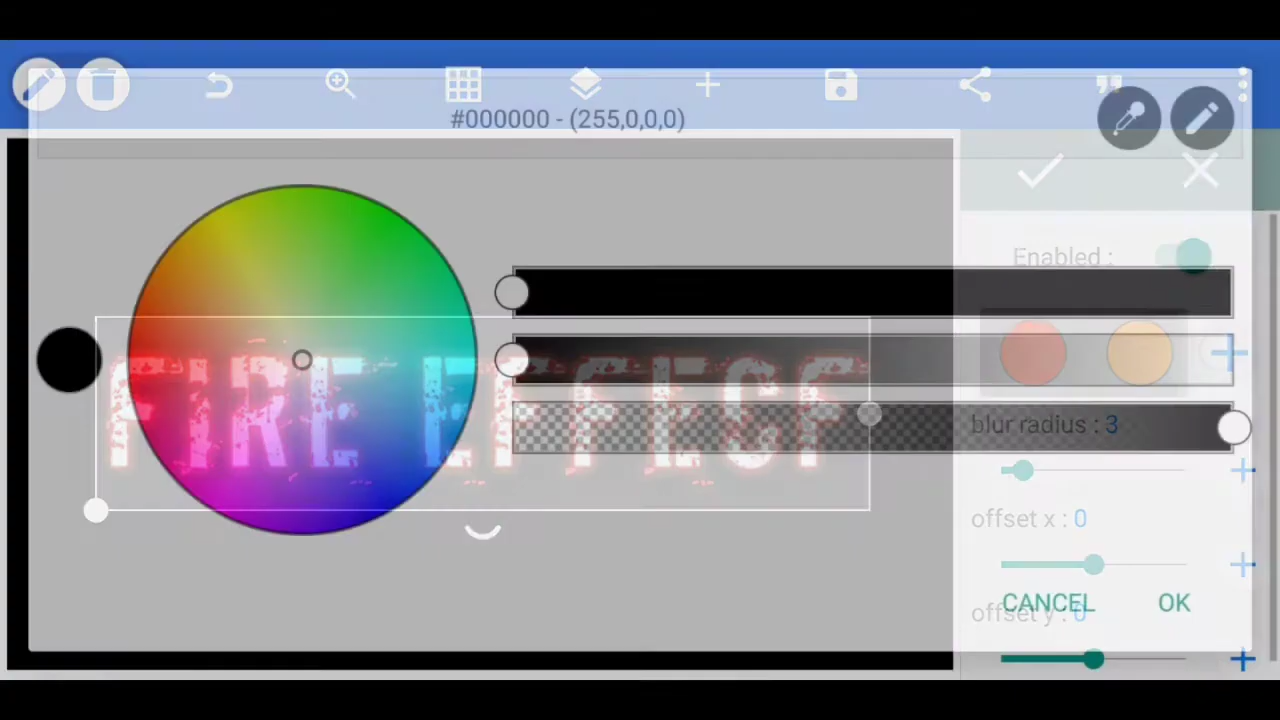 #000000 - (255,0,0,0)
Enabled :
FIRE EFFECT
blur radius : 3
offset x : 0
CANCEL OK
offset y : 0